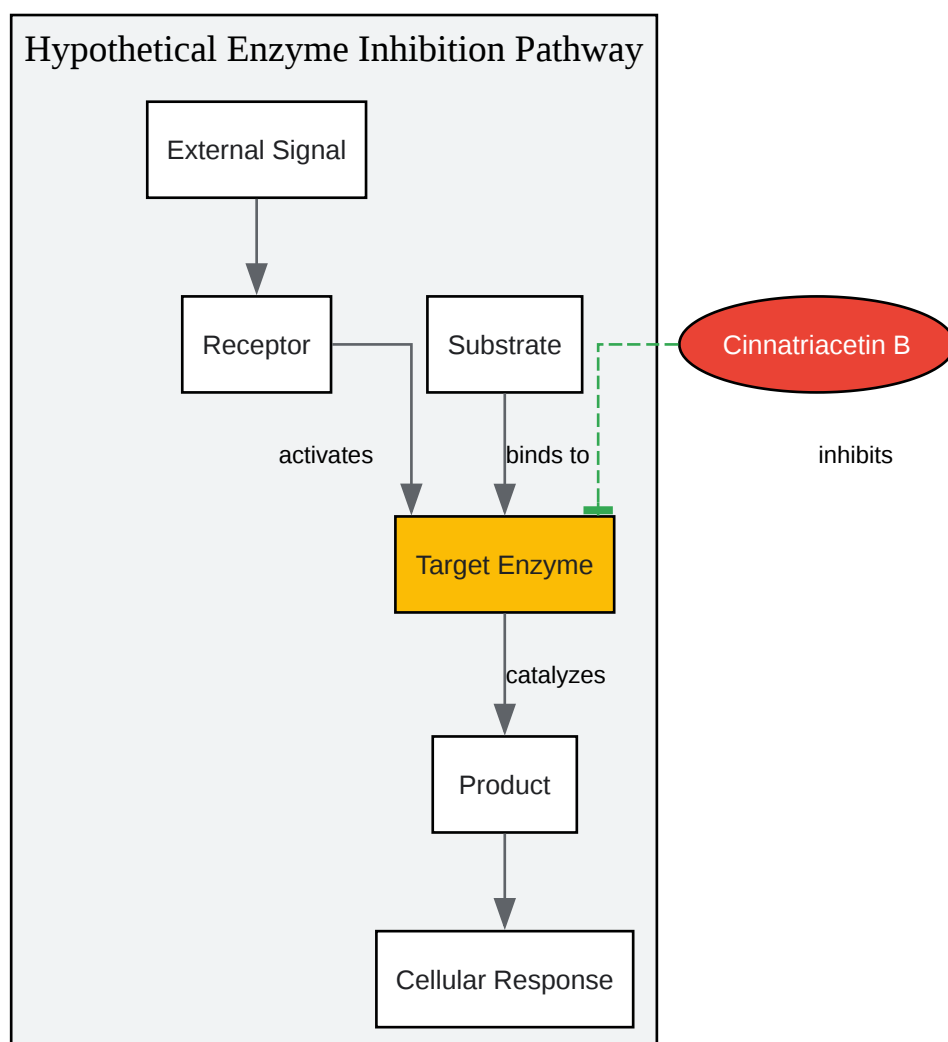 Hypothetical Enzyme Inhibition Pathway
External Signal
Receptor
Substrate
Cinnatriacetin B
activates
binds to
inhibits
Target Enzyme
catalyzes
Product
Cellular Response